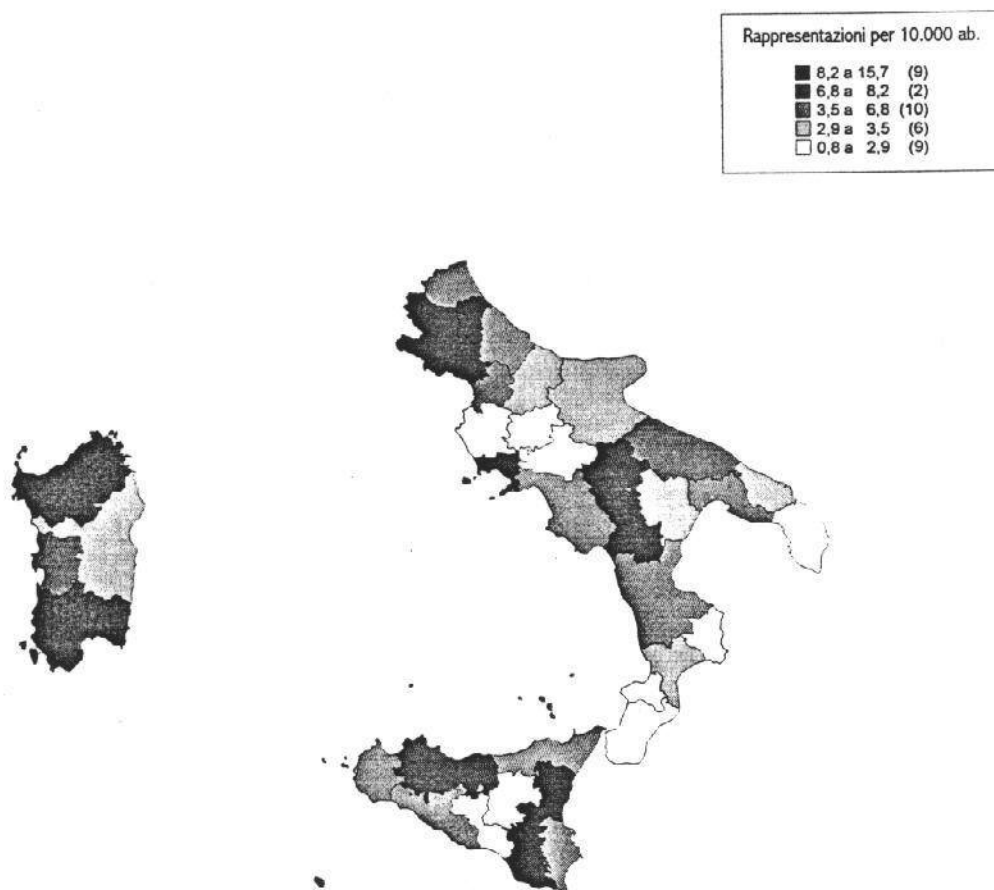 Rappresentazioni per 10.000 ab.
8,2 a 15,7 (9)
6,8 a 8,2 (2)
3,5 a 6,8 (10)
2,9 a 3,5 (6)
0,8 a 2,9 (9)